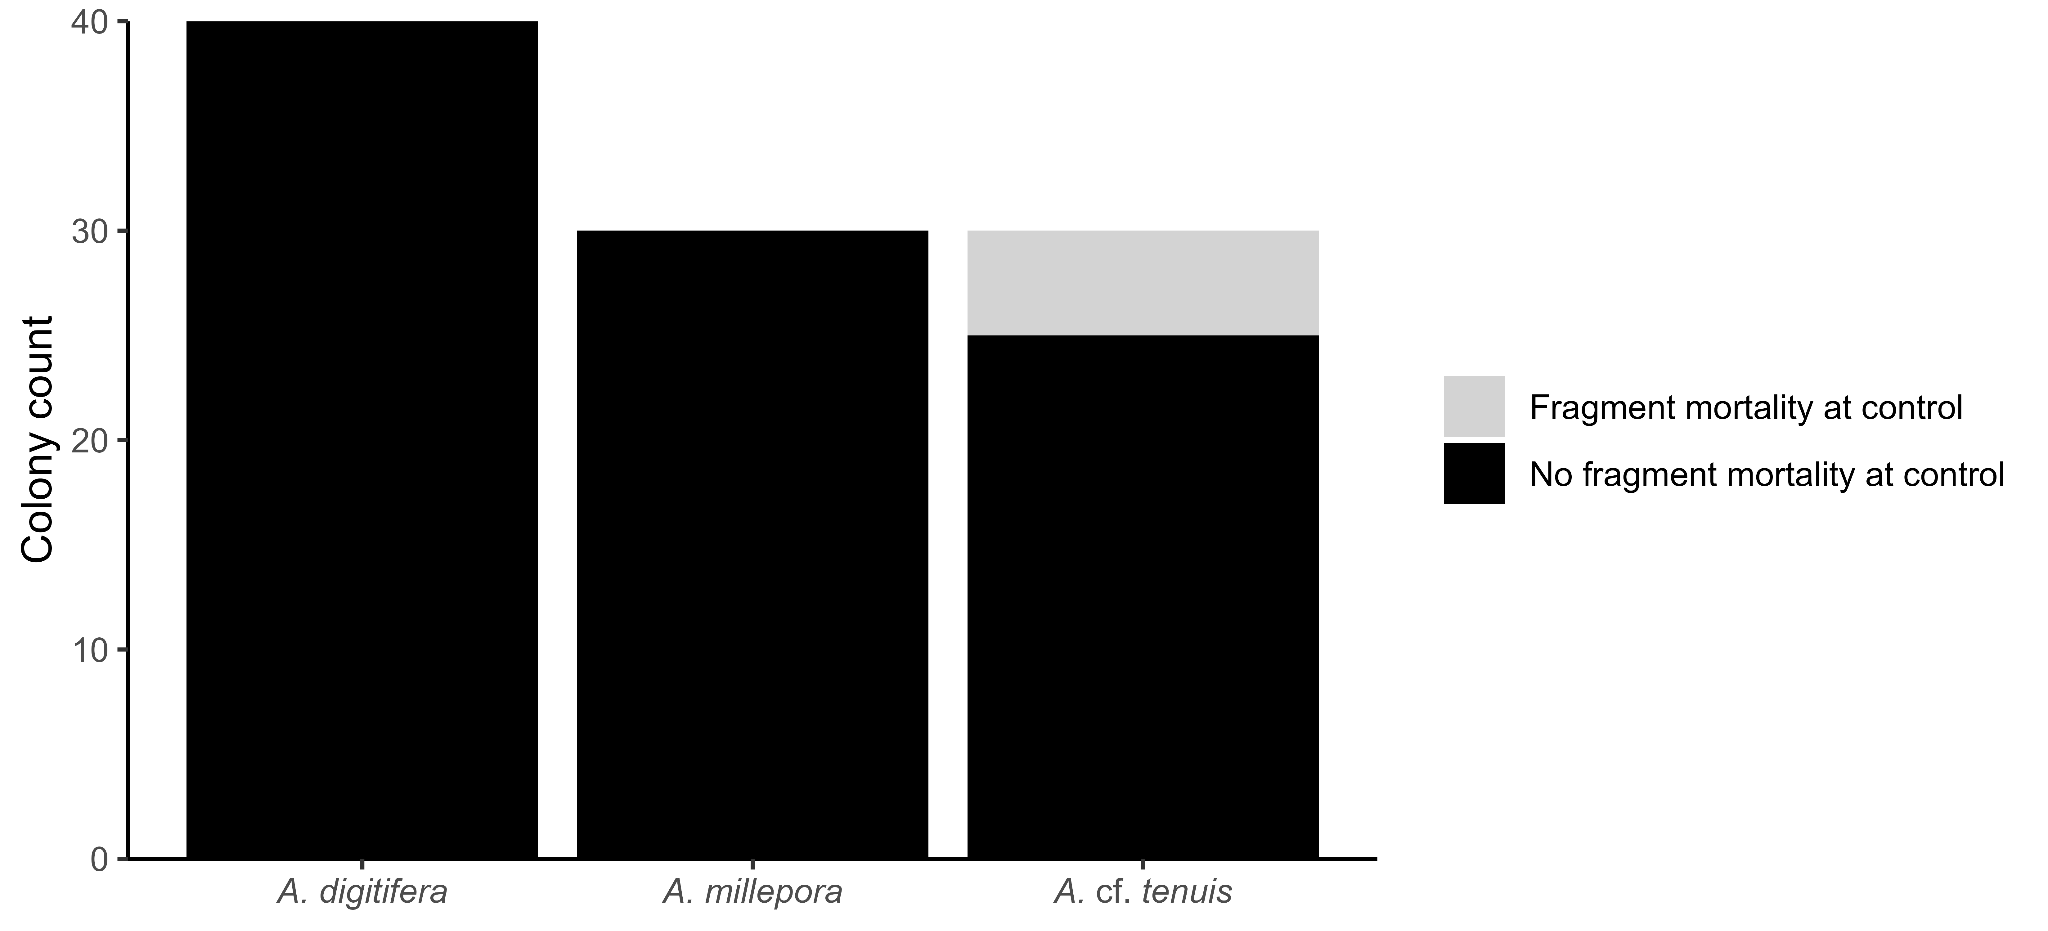 40
30
20
10
0
Colony count
A. digitifera
A. millepora
A. cf. tenuis
Fragment mortality at control
No fragment mortality at control